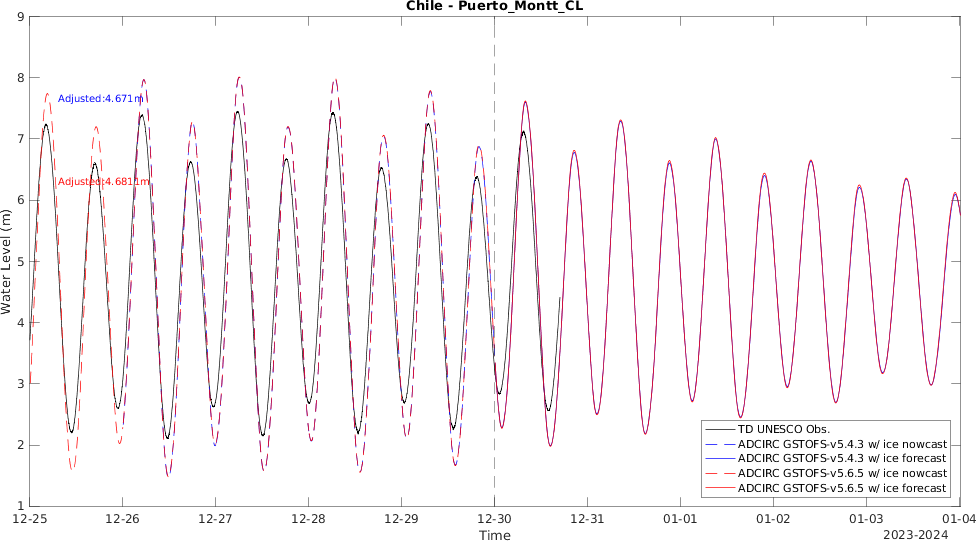 Chile - Puerto_Montt_CL
9
8
7
6
5
4
3
2
1
Water Level (m)
Adjusted:4.671m
Adjusted:4.6811m
TD UNESCO Obs.
ADCIRC GSTOFS-v5.4.3 w/ ice nowcast
ADCIRC GSTOFS-v5.4.3 w/ ice forecast
ADCIRC GSTOFS-v5.6.5 w/ ice nowcast
ADCIRC GSTOFS-v5.6.5 w/ ice forecast
12-25 12-26 12-27 12-28 12-29 12-30 12-31 01-01 01-02 01-03 01-04
Time
2023-2024